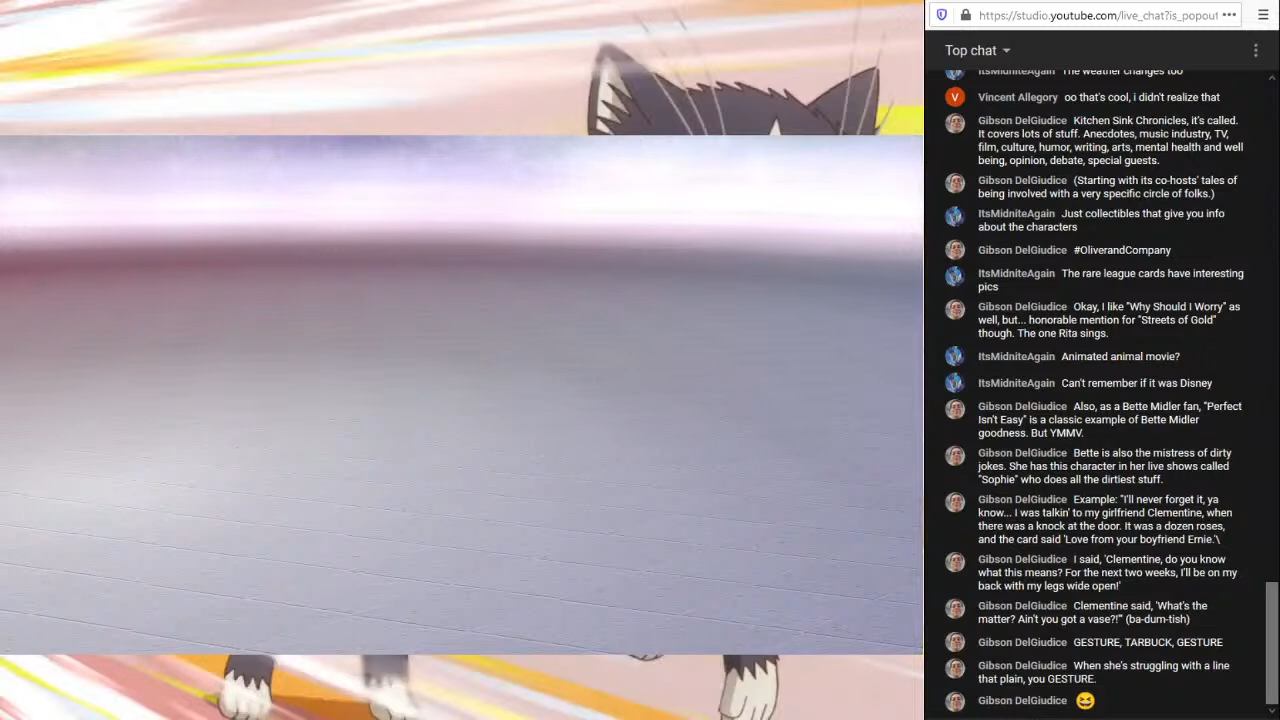 https://studio.youtube.com/live_chat?is_popout
Top chat
ItsMidniteAgain The weather changes too
Vincent Allegory oo that's cool, i didn't realize that
V
Gibson DelGiudice Kitchen Sink Chronicles, it's called.
It covers lots of stuff. Anecdotes, music industry, TV,
film, culture, humor, writing, arts, mental health and well
being, opinion, debate, special guests.
Gibson DelGiudice (Starting with its co-hosts' tales of
being involved with a very specific circle of folks.)
ItsMidniteAgain Just collectibles that give you info
about the characters
Gibson DelGiudice #OliverandCompany
ItsMidniteAgain The rare league cards have interesting
pics
Gibson DelGiudice Okay, I like "Why Should I Worry" as
well, but... honorable mention for "Streets of Gold"
though. The one Rita sings.
ItsMidniteAgain Animated animal movie?
ItsMidniteAgain Can't remember if it was Disney
Gibson DelGiudice Also, as a Bette Midler fan, "Perfect
Isn't Easy" is a classic example of Bette Midler
goodness. But YMMV.
Gibson DelGiudice Bette is also the mistress of dirty
jokes. She has this character in her live shows called
"Sophie" who does all the dirtiest stuff.
Gibson DelGiudice Example: "I'll never forget it, ya
know... I was talkin' to my girlfriend Clementine, when
there was a knock at the door. It was a dozen roses,
and the card said 'Love from your boyfriend Ernie.'\
Gibson DelGiudice I said, 'Clementine, do you know
what this means? For the next two weeks, I'll be on my
back with my legs wide open!'
Gibson DelGiudice Clementine said, 'What's the
matter? Ain't you got a vase?!" (ba-dum-tish)
Gibson DelGiudice GESTURE, TARBUCK, GESTURE
Gibson DelGiudice When she's struggling with a line
that plain, you GESTURE.
Gibson DelGiudice 😆